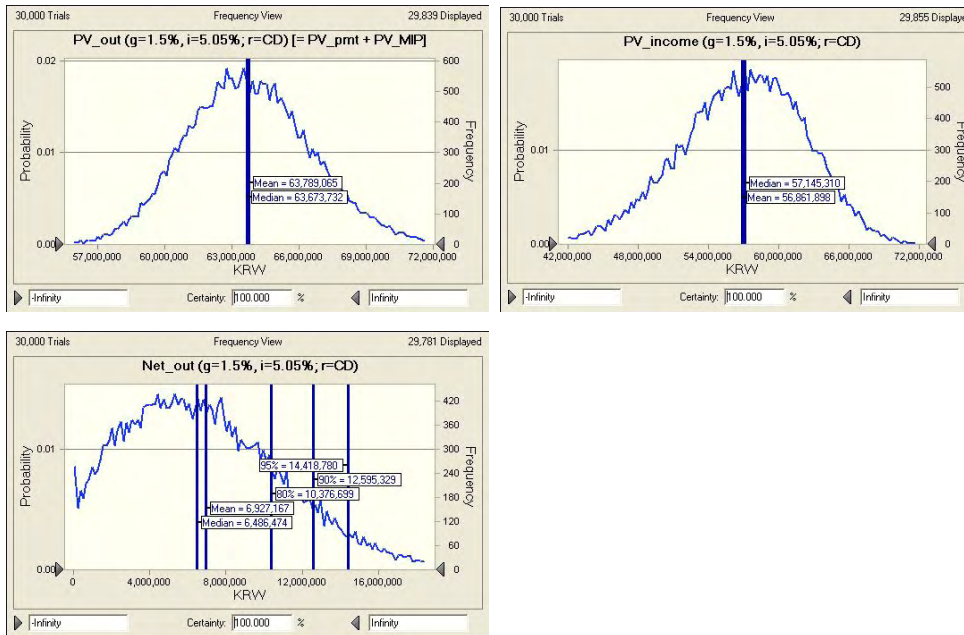 30,000 Trials Frequency View 29,839 Displayed
PV_out (g=1.5%, i=5.05%; r=CD) [= PV_pmt + PV_MIP]
0.02 600
500
400
0.01 300
200
100
0.00 0
Probability
Frequency
Mean = 63,789,065
Median = 63,673,732
57,000,000 60,000,000 63,000,000 66,000,000 69,000,000 72,000,000
KRW
-Infinity Certainty: 100.000 % Infinity
30,000 Trials Frequency View 29,855 Displayed
PV_income (g=1.5%, i=5.05%; r=CD)
500
400
0.01 300
200
100
0.00 0
Probability
Frequency
Median = 57,145,310
Mean = 56,861,898
42,000,000 48,000,000 54,000,000 60,000,000 66,000,000 72,000,000
KRW
-Infinity Certainty: 100.000 % Infinity
30,000 Trials Frequency View 29,781 Displayed
Net_out (g=1.5%, i=5.05%; r=CD)
420
360
0.01 300
240
180
120
60
0.00 0
Probability
Frequency
95% = 14,418,780
90% = 12,595,329
80% = 10,376,699
Mean = 6,927,167
Median = 6,486,474
0 4,000,000 8,000,000 12,000,000 16,000,000
KRW
-Infinity Certainty: 100.000 % Infinity